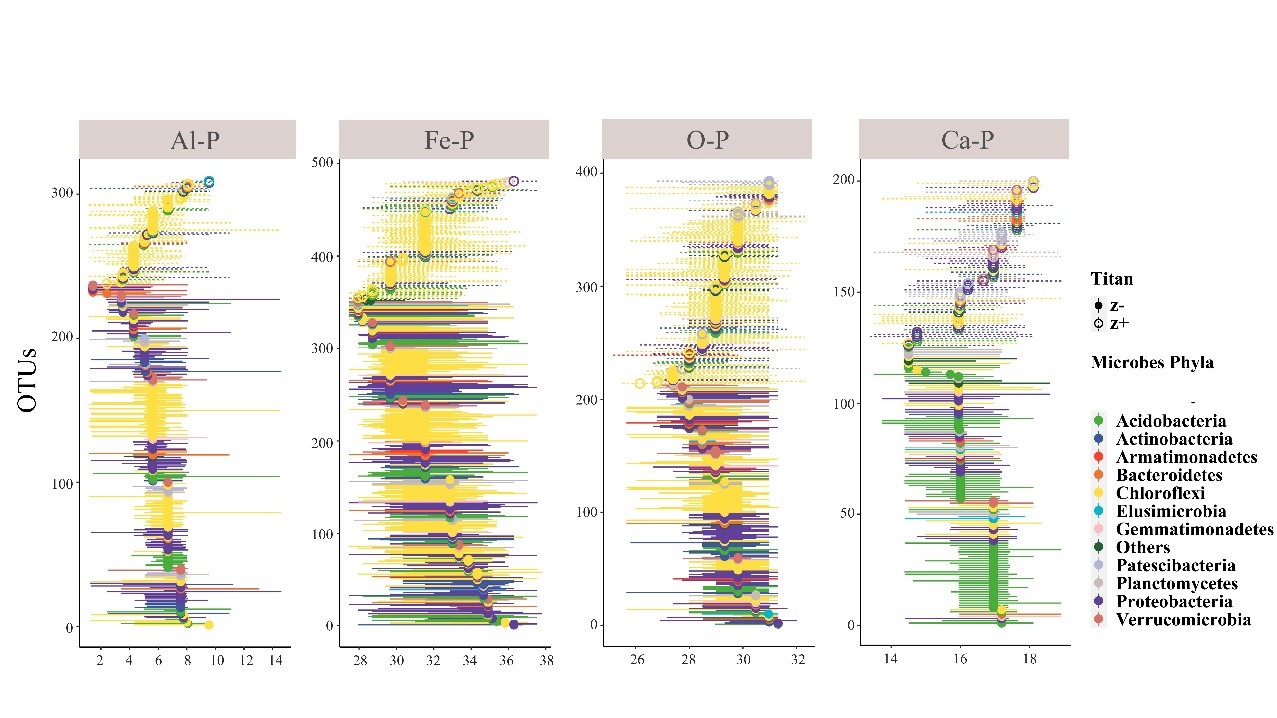 Al-P
Fe-P
O-P
Ca-P
OTUs
300
200
100
0
2 4 6 8 10 12 14
500
400
300
200
100
0
28 30 32 34 36 38
400
300
200
100
0
26 28 30 32
200
150
100
50
0
14 16 18
Titan
z-
z+
Microbes Phyla
-
Acidobacteria
Actinobacteria
Armatimonadetes
Bacteroidetes
Chloroflexi
Elusimicrobia
Gemmatimonadetes
Others
Patescibacteria
Planctomycetes
Proteobacteria
Verrucomicrobia